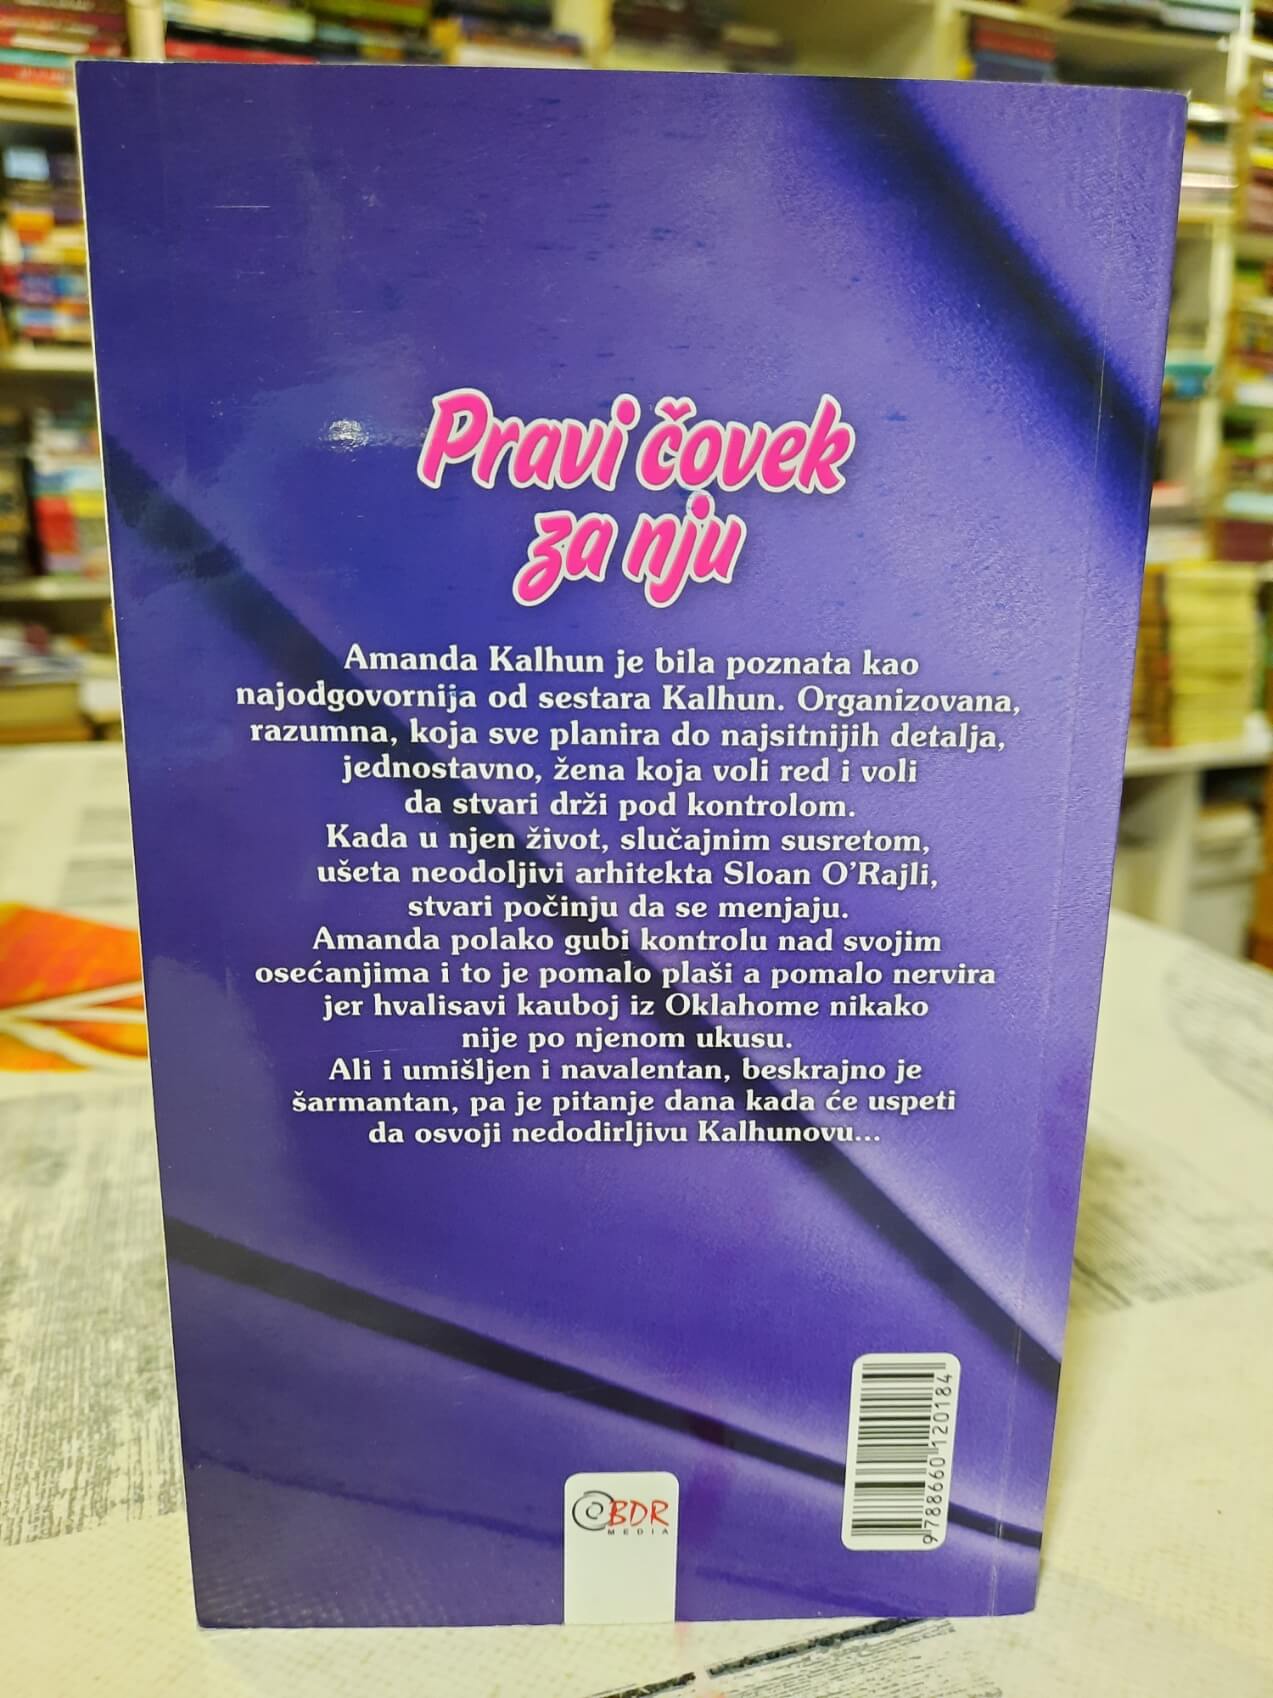 Pravi čovek
za nju
Amanda Kalhun je bila poznata kao
najodgovornija od sestara Kalhun. Organizovana,
razumna, koja sve planira do najsitnijih detalja,
jednostavno, žena koja voli red i voli
da stvari drži pod kontrolom.
Kada u njen život, slučajnim susretom,
ušeta neodoljivi arhitekta Sloan O'Rajli,
stvari počinju da se menjaju.
Amanda polako gubi kontrolu nad svojim
osećanjima i to je pomalo plaši a pomalo nervira
jer hvalisavi kauboj iz Oklahome nikako
nije po njenom ukusu.
Ali i umišljen i navalentan, beskrajno je
šarmantan, pa je pitanje dana kada će uspeti
da osvoji nedodirljivu Kalhunovu...
BDR
MEDIA
9788660120184